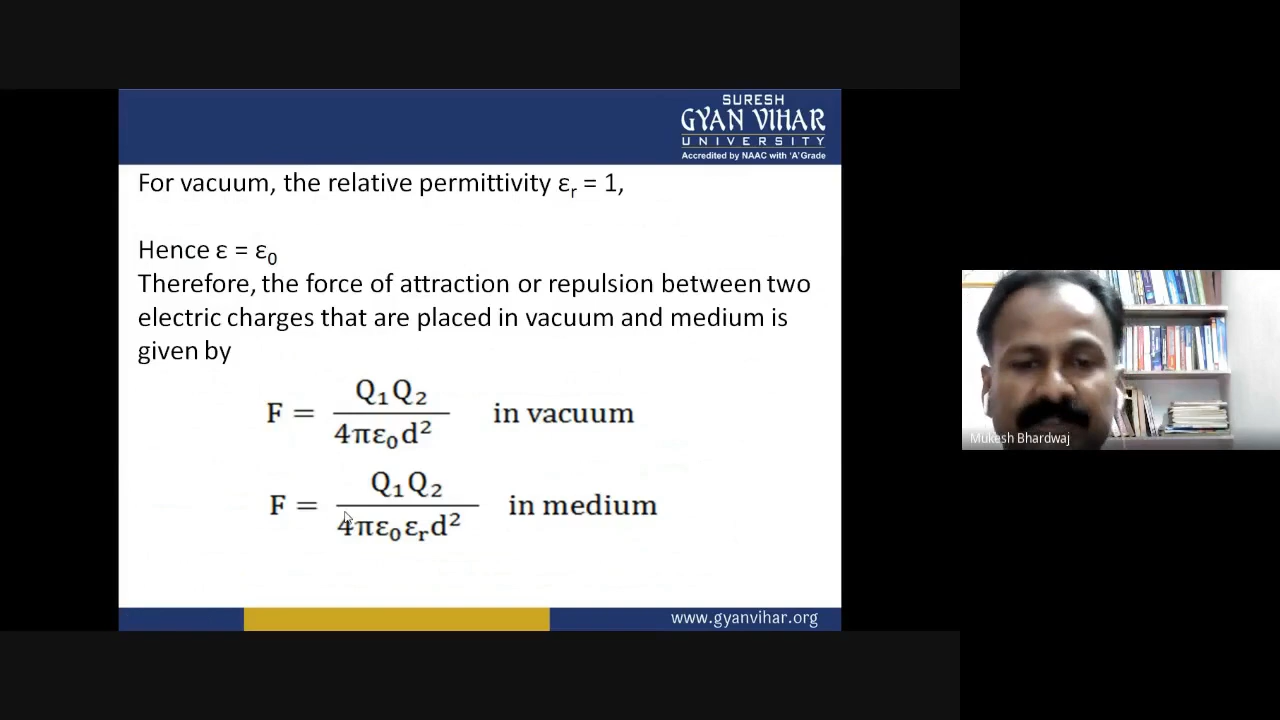 SURESH
GYAN VIHAR
UNIVERSITY
Accredited by NAAC with 'A' Grade
For vacuum, the relative permittivity εᵣ = 1,
Hence ε = ε₀
Therefore, the force of attraction or repulsion between two
electric charges that are placed in vacuum and medium is
given by
F = Q₁Q₂ / 4πε₀d² in vacuum
F = Q₁Q₂ / 4πε₀εᵣd² in medium
www.gyanvihar.org
Mukesh Bhardwaj